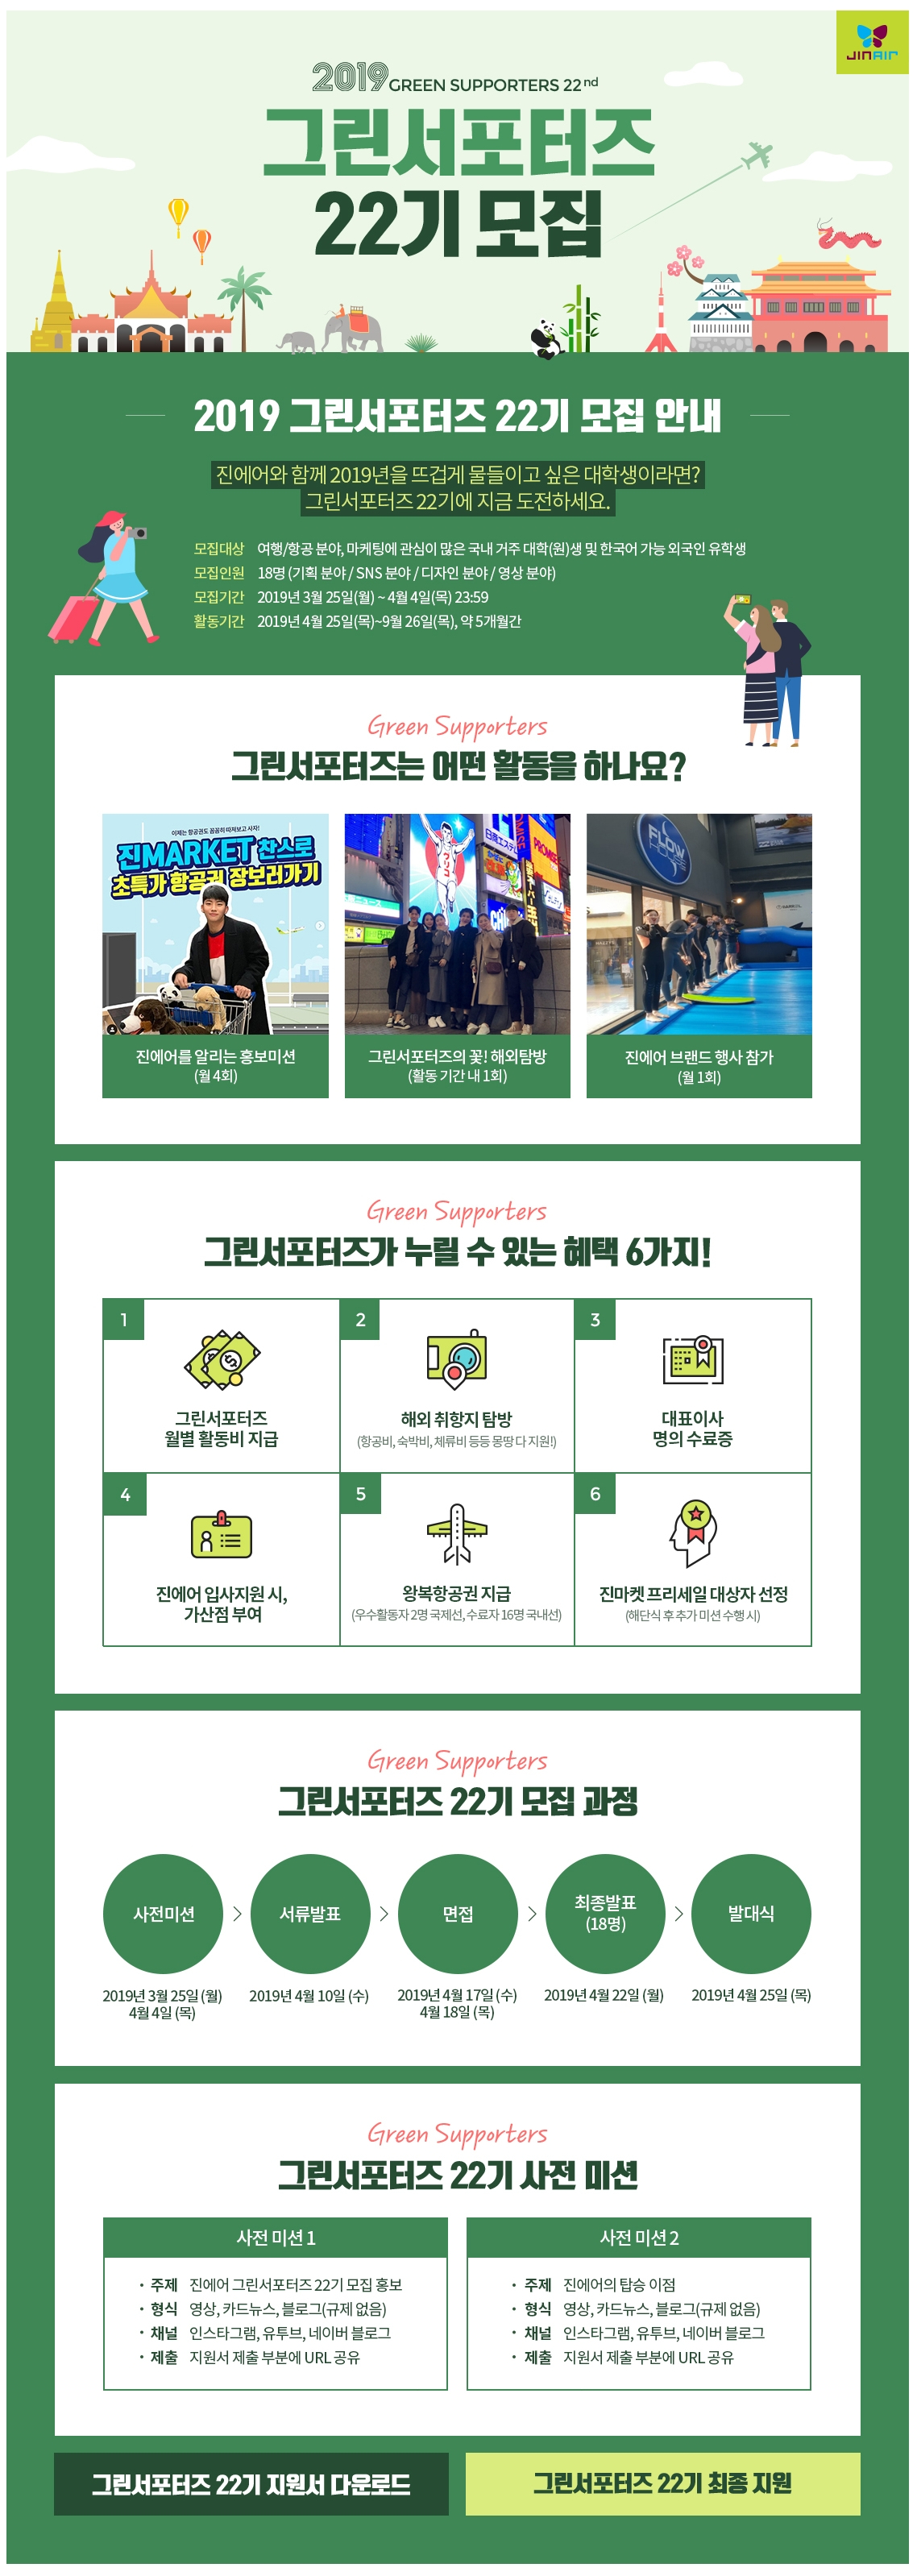 JINAIR
2019 GREEN SUPPORTERS 22nd
그린서포터즈
22기 모집
2019 그린서포터즈 22기 모집 안내
진에어와 함께 2019년을 뜨겁게 물들이고 싶은 대학생이라면?
그린서포터즈 22기에 지금 도전하세요.
모집대상 여행/항공 분야, 마케팅에 관심이 많은 국내 거주 대학(원)생 및 한국어 가능 외국인 유학생
모집인원 18명 (기획 분야 / SNS 분야 / 디자인 분야 / 영상 분야)
모집기간 2019년 3월 25일(월) ~ 4월 4일(목) 23:59
활동기간 2019년 4월 25일(목)~9월 26일(목), 약 5개월간
Green Supporters
그린서포터즈는 어떤 활동을 하나요?
이제는 항공권도 꼼꼼히 따져보고 사자!
진MARKET 찬스로
초특가 항공권 장보러가기
グリコ
FLOW
진에어를 알리는 홍보미션
(월 4회)
그린서포터즈의 꽃! 해외탐방
(활동 기간 내 1회)
진에어 브랜드 행사 참가
(월 1회)
Green Supporters
그린서포터즈가 누릴 수 있는 혜택 6가지!
1
그린서포터즈
월별 활동비 지급
2
해외 취항지 탐방
(항공비, 숙박비, 체류비 등등 몽땅 다 지원!)
3
대표이사
명의 수료증
4
진에어 입사지원 시,
가산점 부여
5
왕복항공권 지급
(우수활동자 2명 국제선, 수료자 16명 국내선)
6
진마켓 프리세일 대상자 선정
(해단식 후 추가 미션 수행 시)
Green Supporters
그린서포터즈 22기 모집 과정
사전미션
2019년 3월 25일 (월)
4월 4일 (목)
서류발표
2019년 4월 10일 (수)
면접
2019년 4월 17일 (수)
4월 18일 (목)
최종발표
(18명)
2019년 4월 22일 (월)
발대식
2019년 4월 25일 (목)
Green Supporters
그린서포터즈 22기 사전 미션
사전 미션 1
· 주제 진에어 그린서포터즈 22기 모집 홍보
· 형식 영상, 카드뉴스, 블로그(규제 없음)
· 채널 인스타그램, 유투브, 네이버 블로그
· 제출 지원서 제출 부분에 URL 공유
사전 미션 2
· 주제 진에어의 탑승 이점
· 형식 영상, 카드뉴스, 블로그(규제 없음)
· 채널 인스타그램, 유투브, 네이버 블로그
· 제출 지원서 제출 부분에 URL 공유
그린서포터즈 22기 지원서 다운로드
그린서포터즈 22기 최종 지원